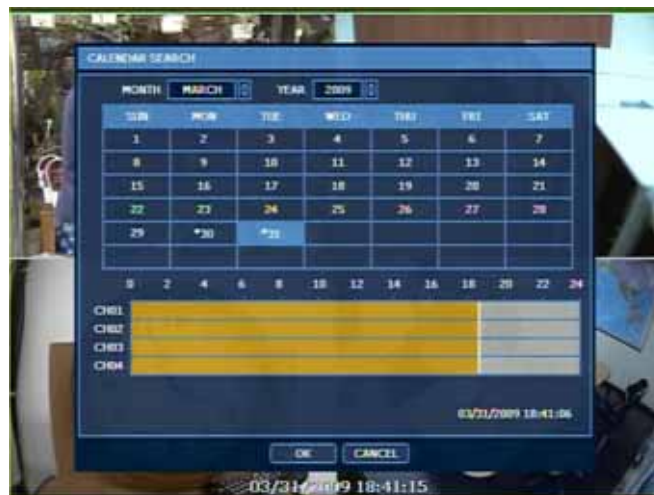 CALENDAR SEARCH
MONTH MARCH YEAR 2009
SUN MON TUE WED THU FRI SAT
1 2 3 4 5 6 7
8 9 10 11 12 13 14
15 16 17 18 19 20 21
22 23 24 25 26 27 28
29 *30 *31
0 2 4 6 8 10 12 14 16 18 20 22 24
CH01
CH02
CH03
CH04
03/31/2009 18:41:06
OK CANCEL
03/31/2009 18:41:15